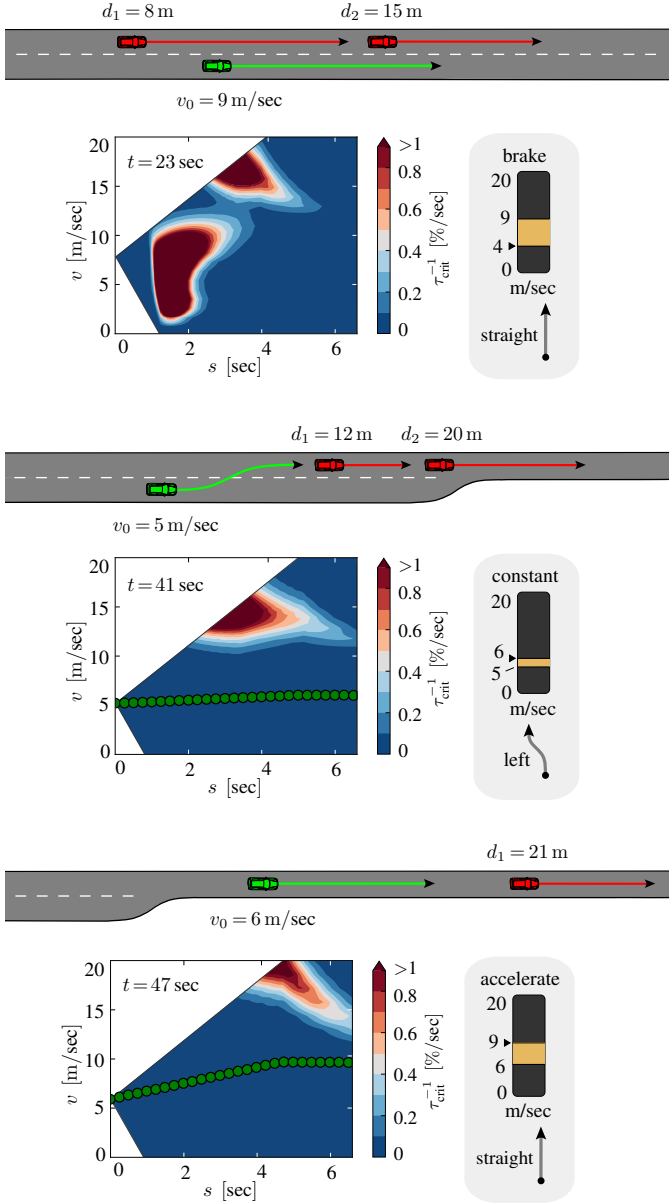 d₁ = 8 m
d₂ = 15 m
v₀ = 9 m/sec
t = 23 sec
20
15
10
5
0
v [m/sec]
0 2 4 6
s [sec]
>1
0.8
0.6
0.4
0.2
0
τ⁻¹crit [%/sec]
brake
20
9
4
0
m/sec
straight
d₁ = 12 m
d₂ = 20 m
v₀ = 5 m/sec
t = 41 sec
20
15
10
5
0
v [m/sec]
0 2 4 6
s [sec]
>1
0.8
0.6
0.4
0.2
0
τ⁻¹crit [%/sec]
constant
20
6
5
0
m/sec
left
d₁ = 21 m
v₀ = 6 m/sec
t = 47 sec
20
15
10
5
0
v [m/sec]
0 2 4 6
s [sec]
>1
0.8
0.6
0.4
0.2
0
τ⁻¹crit [%/sec]
accelerate
20
9
6
0
m/sec
straight